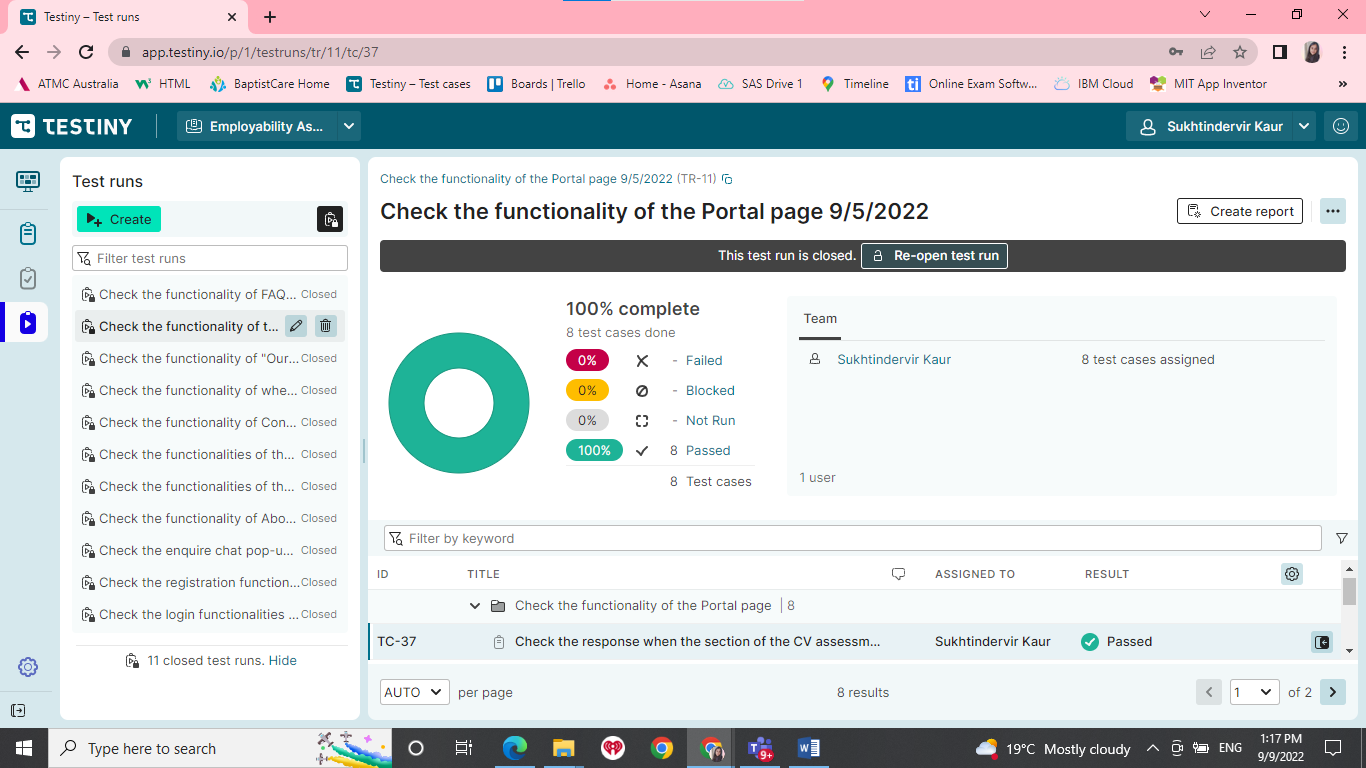 Testiny – Test runs
app.testiny.io/p/1/testruns/tr/11/tc/37
ATMC Australia HTML BaptistCare Home Testiny – Test cases Boards | Trello Home - Asana SAS Drive 1 Timeline Online Exam Softw... IBM Cloud MIT App Inventor »
TESTINY Employability As... Sukhtindervir Kaur
Test runs
Create
Filter test runs
Check the functionality of FAQ... Closed
Check the functionality of t...
Check the functionality of "Our... Closed
Check the functionality of whe... Closed
Check the functionality of Con... Closed
Check the functionalities of th... Closed
Check the functionalities of th... Closed
Check the functionality of Abo... Closed
Check the enquire chat pop-u... Closed
Check the registration function... Closed
Check the login functionalities ... Closed
11 closed test runs. Hide
Check the functionality of the Portal page 9/5/2022 (TR-11)
Check the functionality of the Portal page 9/5/2022
Create report
This test run is closed. Re-open test run
100% complete
8 test cases done
0% - Failed
0% - Blocked
0% - Not Run
100% 8 Passed
8 Test cases
Team
Sukhtindervir Kaur 8 test cases assigned
1 user
Filter by keyword
ID TITLE ASSIGNED TO RESULT
Check the functionality of the Portal page | 8
TC-37 Check the response when the section of the CV assessm... Sukhtindervir Kaur Passed
AUTO per page 8 results 1 of 2
Type here to search
9+
19°C Mostly cloudy ENG
1:17 PM
9/9/2022